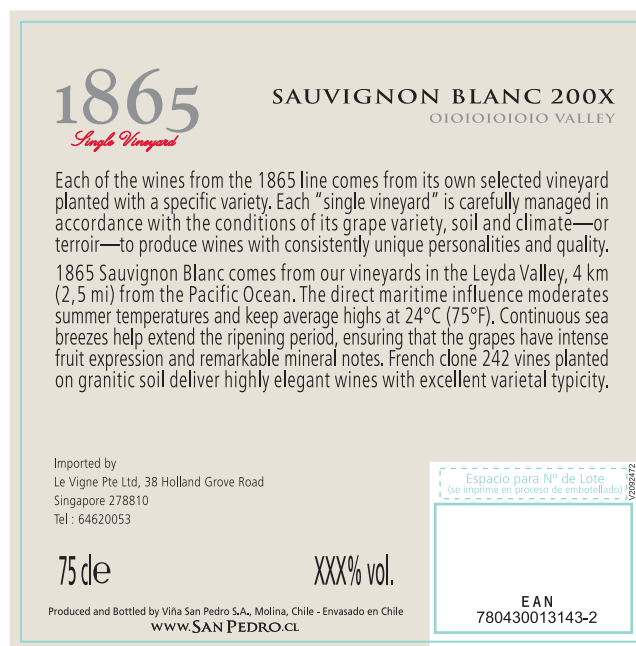 1865
Single Vineyard
SAUVIGNON BLANC 200X
OIOIOIOIOIO VALLEY
Each of the wines from the 1865 line comes from its own selected vineyard
planted with a specific variety. Each “single vineyard” is carefully managed in
accordance with the conditions of its grape variety, soil and climate—or
terroir—to produce wines with consistently unique personalities and quality.
1865 Sauvignon Blanc comes from our vineyards in the Leyda Valley, 4 km
(2,5 mi) from the Pacific Ocean. The direct maritime influence moderates
summer temperatures and keep average highs at 24°C (75°F). Continuous sea
breezes help extend the ripening period, ensuring that the grapes have intense
fruit expression and remarkable mineral notes. French clone 242 vines planted
on granitic soil deliver highly elegant wines with excellent varietal typicity.
Imported by
Le Vigne Pte Ltd, 38 Holland Grove Road
Singapore 278810
Tel : 64620053
75 cl e
XXX% vol.
Produced and Bottled by Viña San Pedro S.A., Molina, Chile - Envasado en Chile
WWW.SAN PEDRO.CL
Espacio para Nº de Lote
(se imprime en proceso de embotellado)
V2092472
EAN
780430013143-2